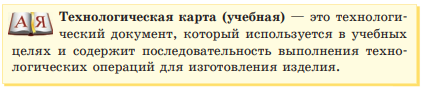 А Я
Технологическая карта (учебная) — это технологи-
ческий документ, который используется в учебных
целях и содержит последовательность выполнения техно-
логических операций для изготовления изделия.